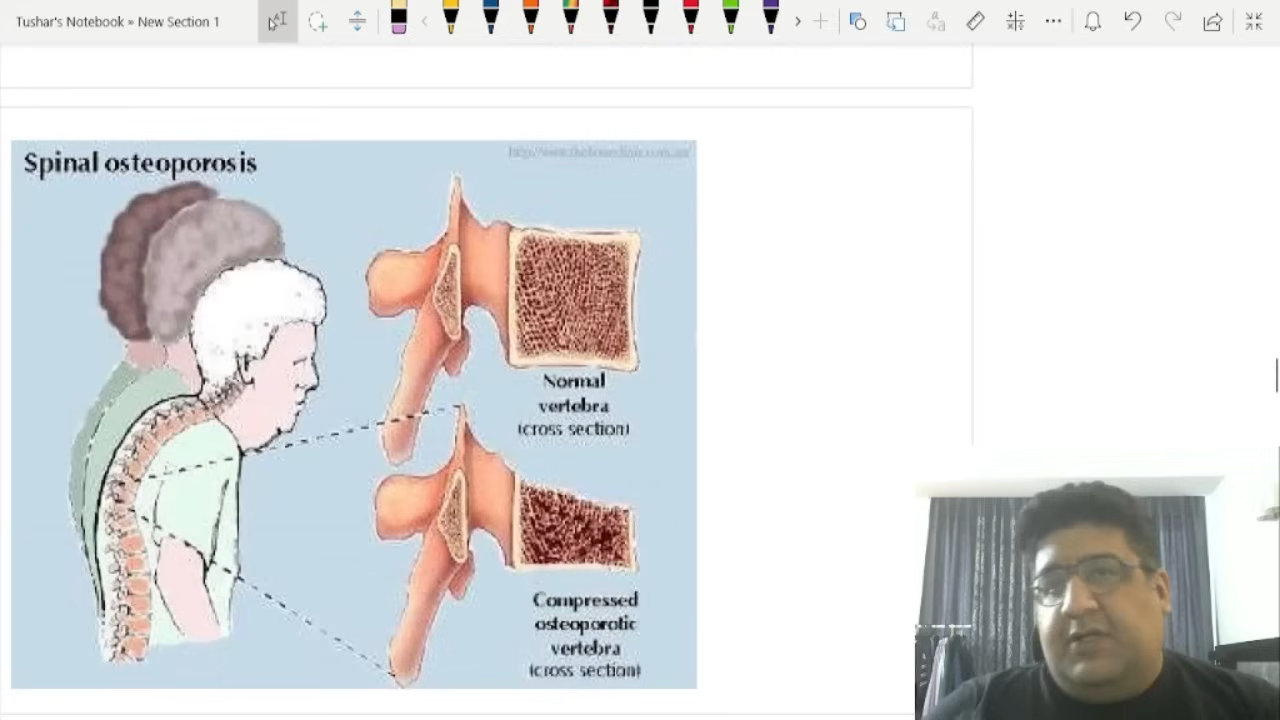 Tushar's Notebook » New Section 1
Spinal osteoporosis
Normal
vertebra
(cross section)
Compressed
osteoporotic
vertebra
(cross section)